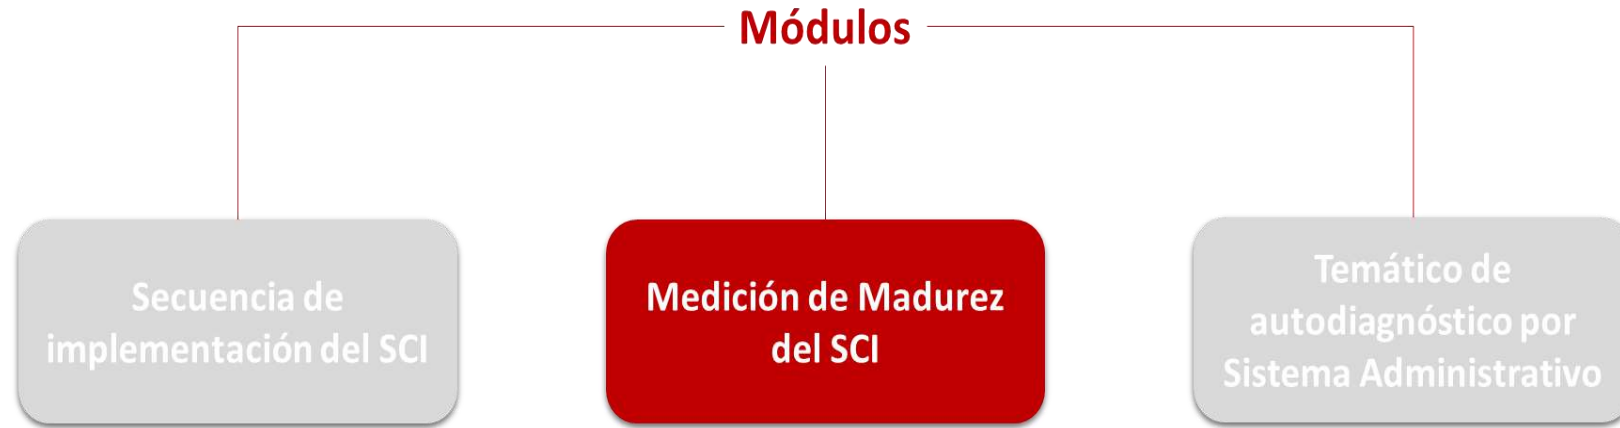 Módulos
Secuencia de
implementación del SCI
Medición de Madurez
del SCI
Temático de
autodiagnóstico por
Sistema Administrativo